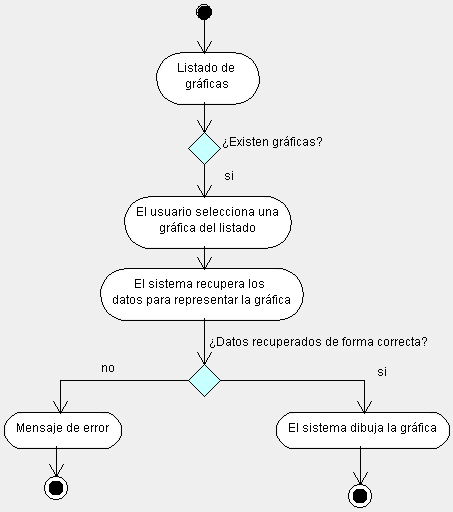 Listado de
gráficas
¿Existen gráficas?
si
El usuario selecciona una
gráfica del listado
El sistema recupera los
datos para representar la gráfica
¿Datos recuperados de forma correcta?
no
si
Mensaje de error
El sistema dibuja la gráfica